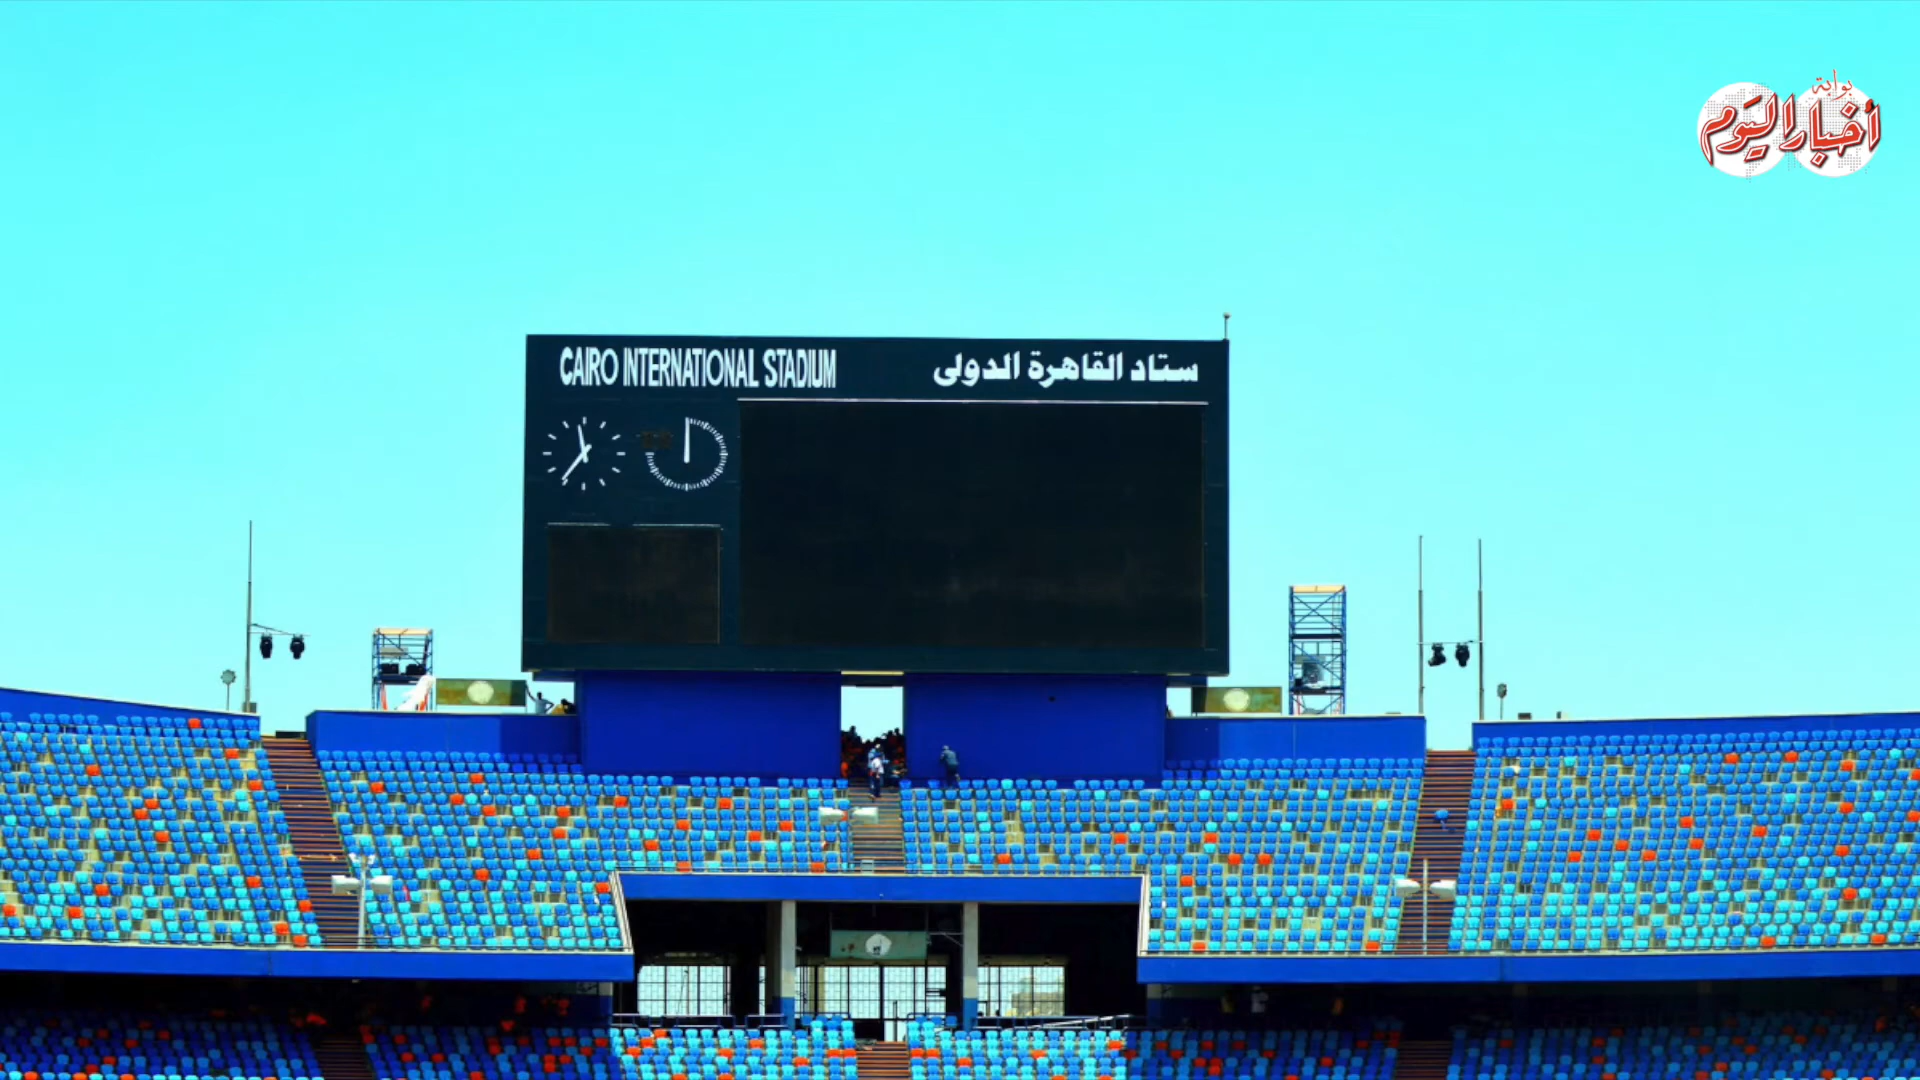 بوابة
أخبار اليوم
CAIRO INTERNATIONAL STADIUM
ستاد القاهرة الدولى